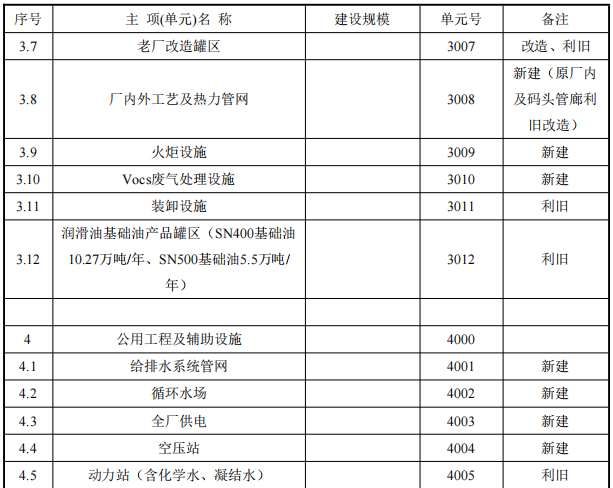 序号 主 项(单元)名 称 建设规模 单元号 备注
3.7 老厂改造罐区 3007 改造、利旧
3.8 厂内外工艺及热力管网 3008 新建（原厂内
及码头管廊利
旧改造）
3.9 火炬设施 3009 新建
3.10 Vocs废气处理设施 3010 新建
3.11 装卸设施 3011 利旧
3.12 润滑油基础油产品罐区（SN400基础油
10.27万吨/年、SN500基础油5.5万吨/
年） 3012 利旧
4 公用工程及辅助设施 4000
4.1 给排水系统管网 4001 新建
4.2 循环水场 4002 新建
4.3 全厂供电 4003 新建
4.4 空压站 4004 新建
4.5 动力站（含化学水、凝结水） 4005 利旧